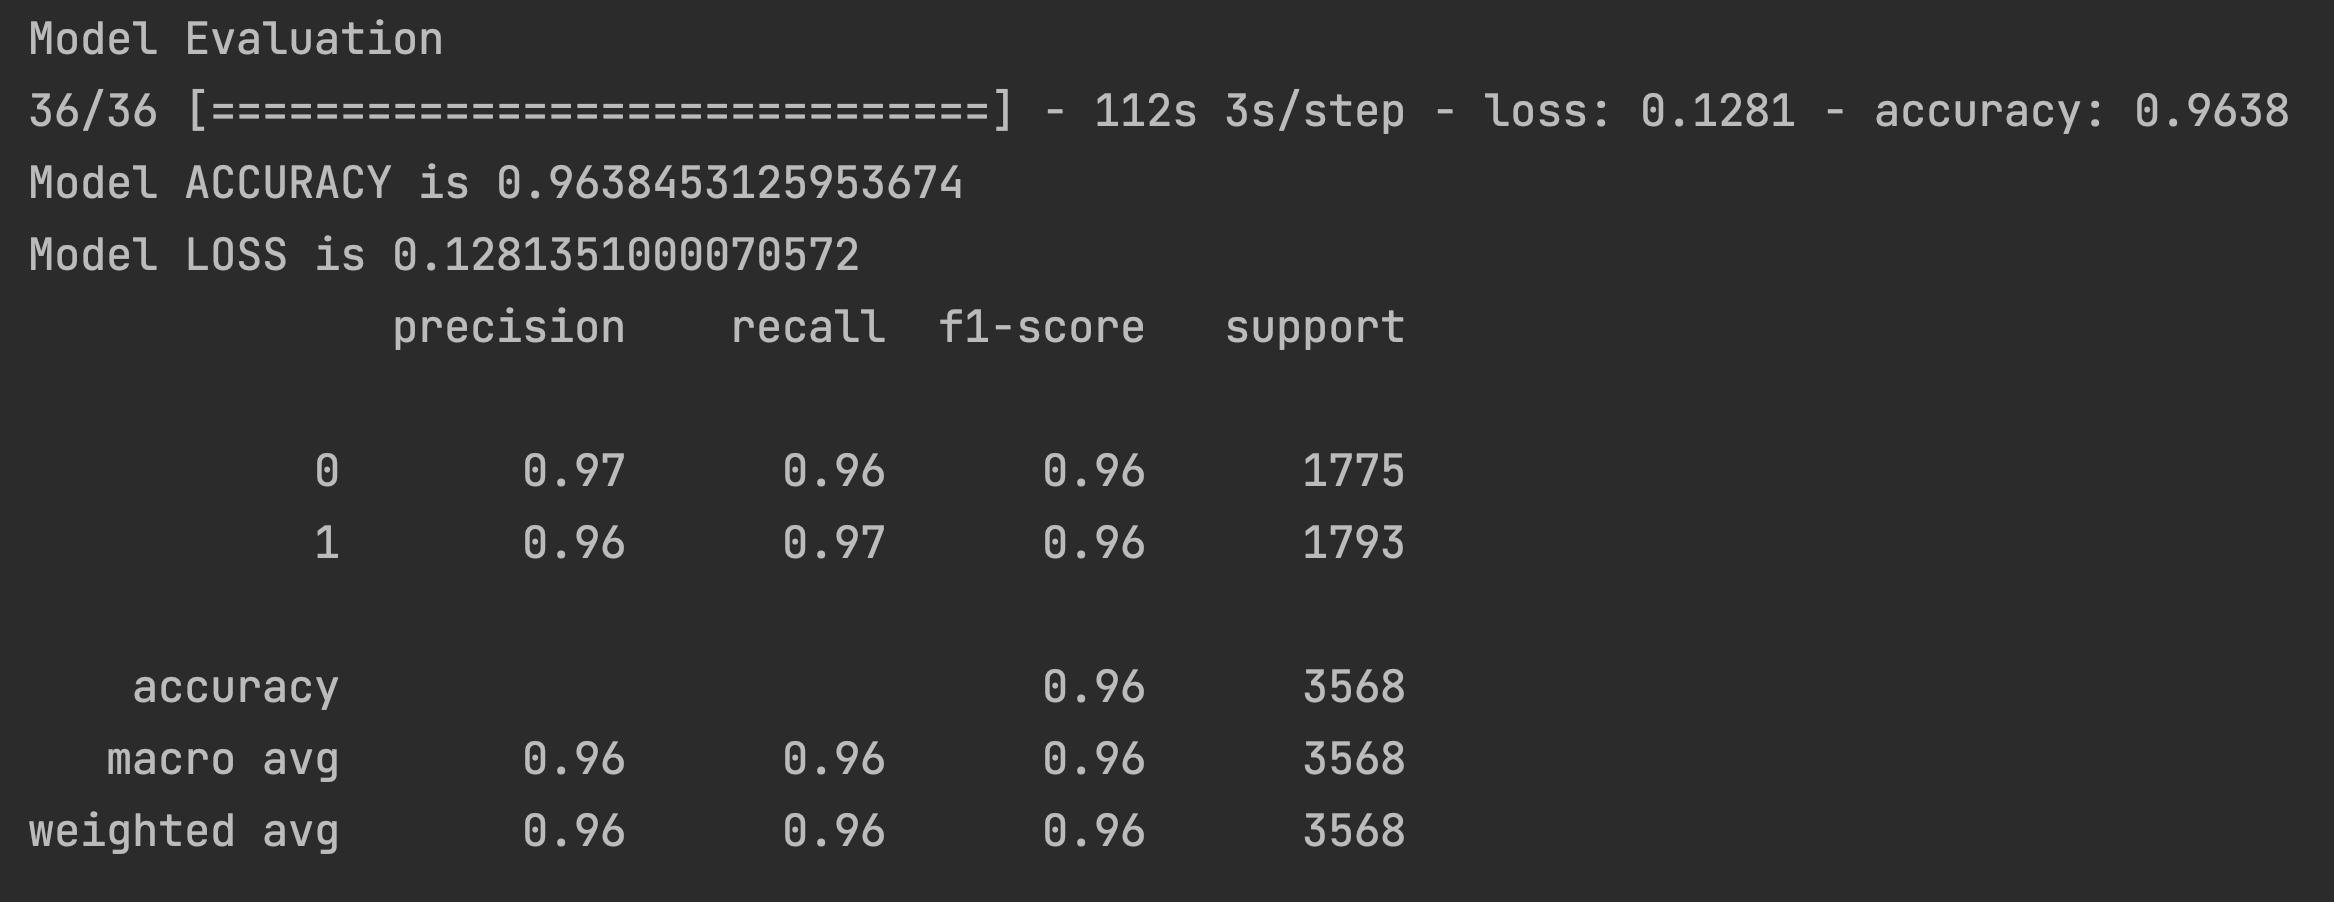 Model Evaluation
36/36 [==============================] - 112s 3s/step - loss: 0.1281 - accuracy: 0.9638
Model ACCURACY is 0.9638453125953674
Model LOSS is 0.1281351000070572
              precision    recall  f1-score   support

           0       0.97      0.96      0.96      1775
           1       0.96      0.97      0.96      1793

    accuracy                           0.96      3568
   macro avg       0.96      0.96      0.96      3568
weighted avg       0.96      0.96      0.96      3568